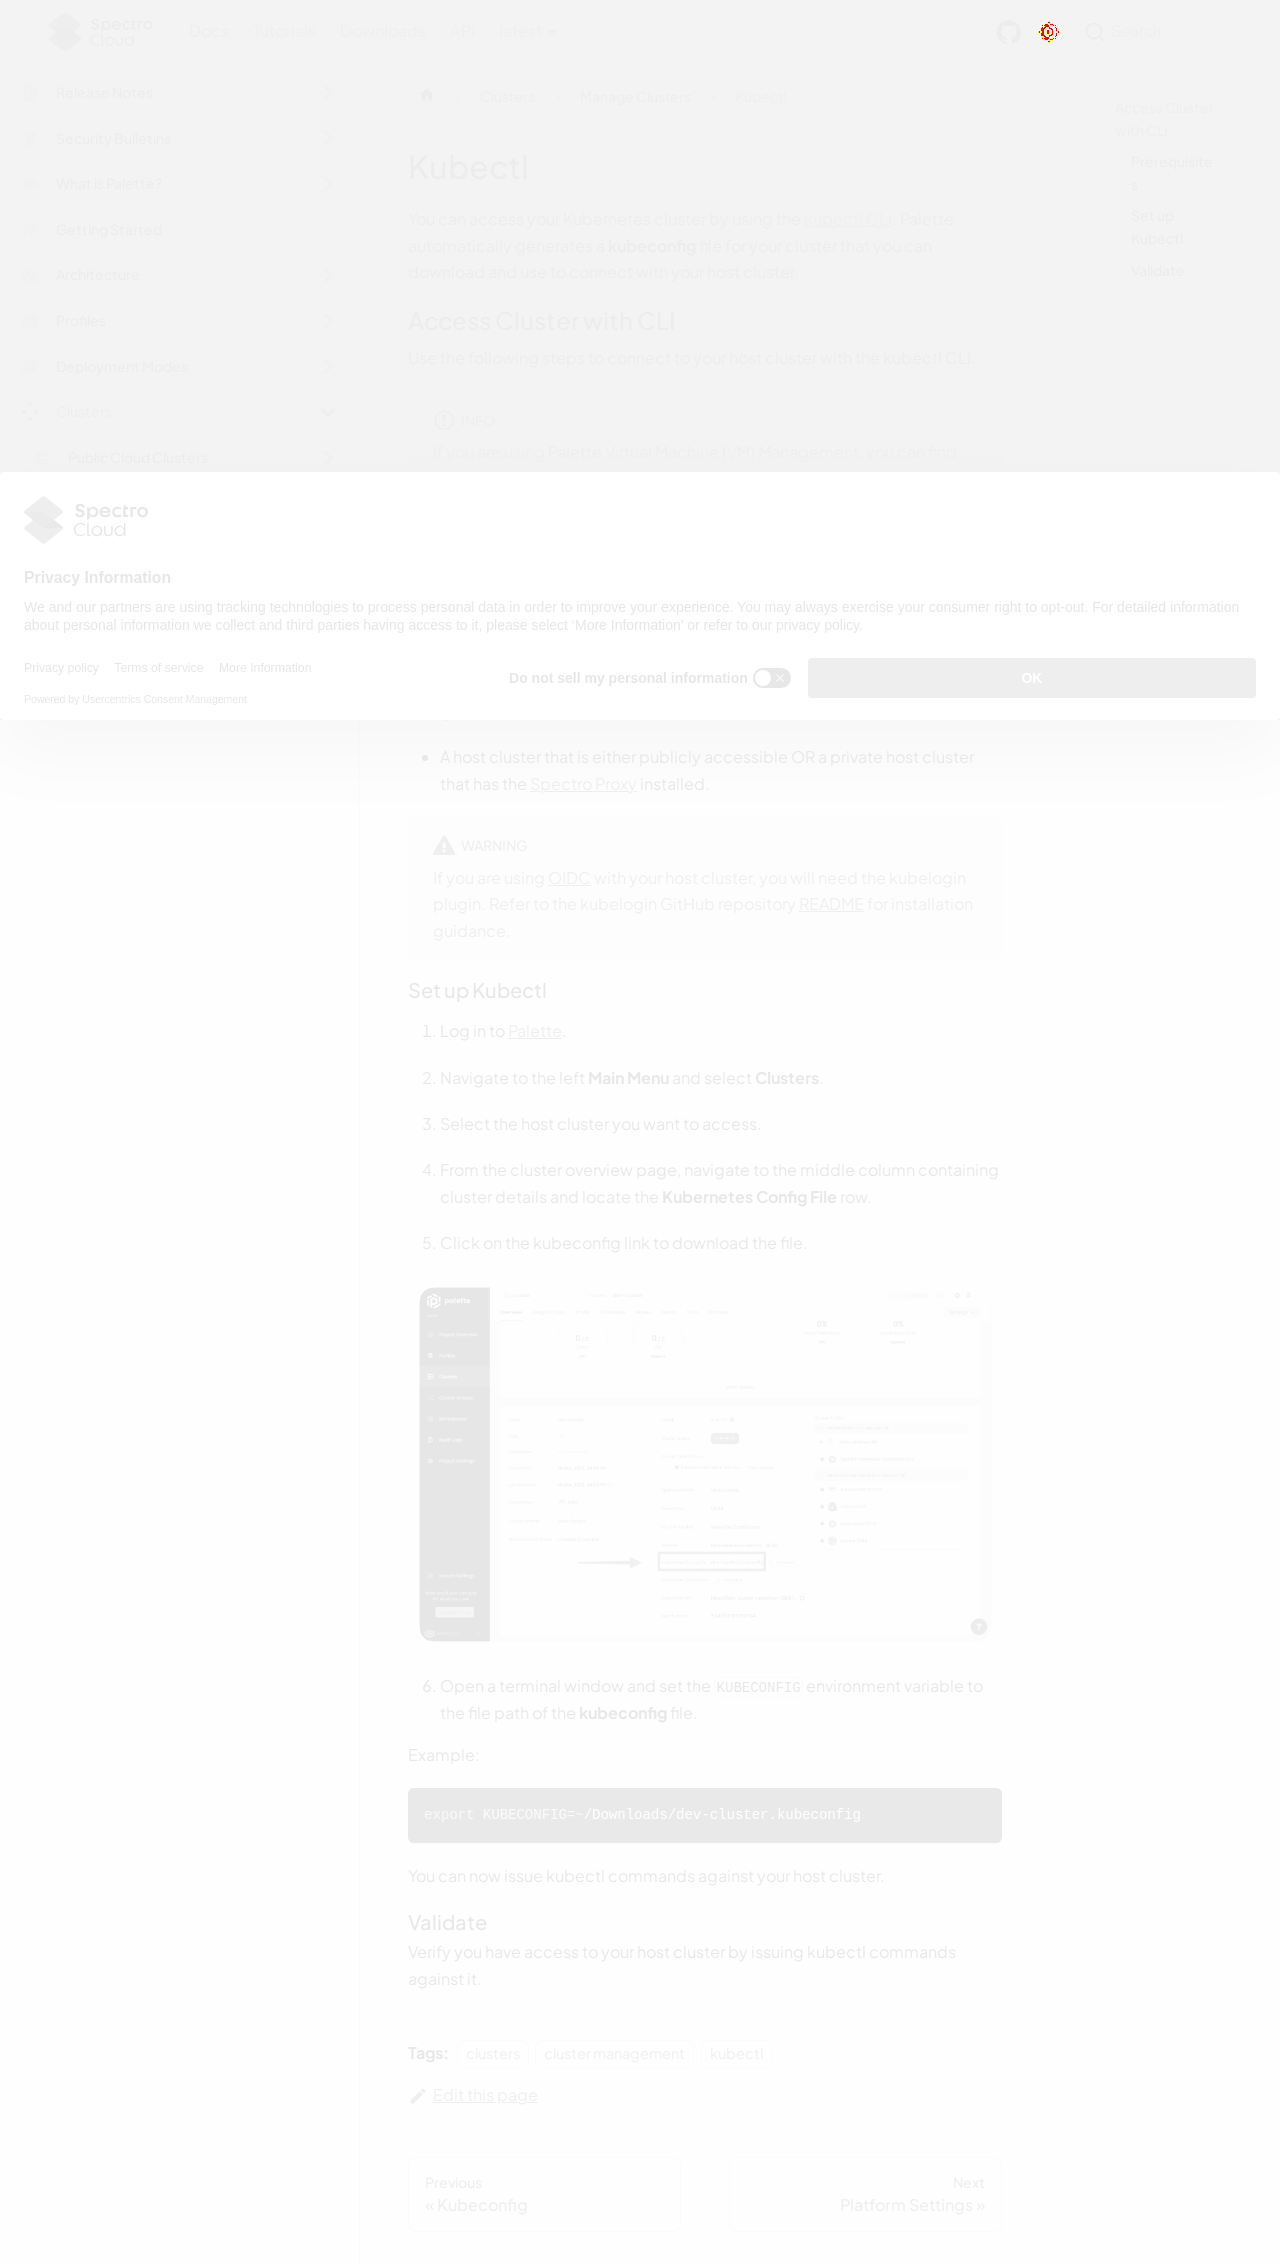 Spectro
Cloud
Docs
Tutorials
Downloads
API
latest
Search
Release Notes
Security Bulletins
What is Palette?
Getting Started
Architecture
Profiles
Deployment Modes
Clusters
Public Cloud Clusters
Clusters
Manage Clusters
Kubectl
Access Cluster
with CLI
Prerequisite
s
Set up
Kubectl
Validate
Kubectl
You can access your Kubernetes cluster by using the kubectl CLI. Palette
automatically generates a kubeconfig file for your cluster that you can
download and use to connect with your host cluster.
Access Cluster with CLI
Use the following steps to connect to your host cluster with the kubectl CLI.
INFO
If you are using Palette Virtual Machine (VM) Management, you can find
Spectro
Cloud
Privacy Information
We and our partners are using tracking technologies to process personal data in order to improve your experience. You may always exercise your consumer right to opt-out. For detailed information
about personal information we collect and third parties having access to it, please select 'More Information' or refer to our privacy policy.
Privacy policy
Terms of service
More Information
Do not sell my personal information
OK
Powered by Usercentrics Consent Management
A host cluster that is either publicly accessible OR a private host cluster
that has the Spectro Proxy installed.
WARNING
If you are using OIDC with your host cluster, you will need the kubelogin
plugin. Refer to the kubelogin GitHub repository README for installation
guidance.
Set up Kubectl
1. Log in to Palette.
2. Navigate to the left Main Menu and select Clusters.
3. Select the host cluster you want to access.
4. From the cluster overview page, navigate to the middle column containing
cluster details and locate the Kubernetes Config File row.
5. Click on the kubeconfig link to download the file.
palette
6. Open a terminal window and set the KUBECONFIG environment variable to
the file path of the kubeconfig file.
Example:
export KUBECONFIG=~/Downloads/dev-cluster.kubeconfig
You can now issue kubectl commands against your host cluster.
Validate
Verify you have access to your host cluster by issuing kubectl commands
against it.
Tags:
clusters
cluster management
kubectl
Edit this page
Previous
« Kubeconfig
Next
Platform Settings »